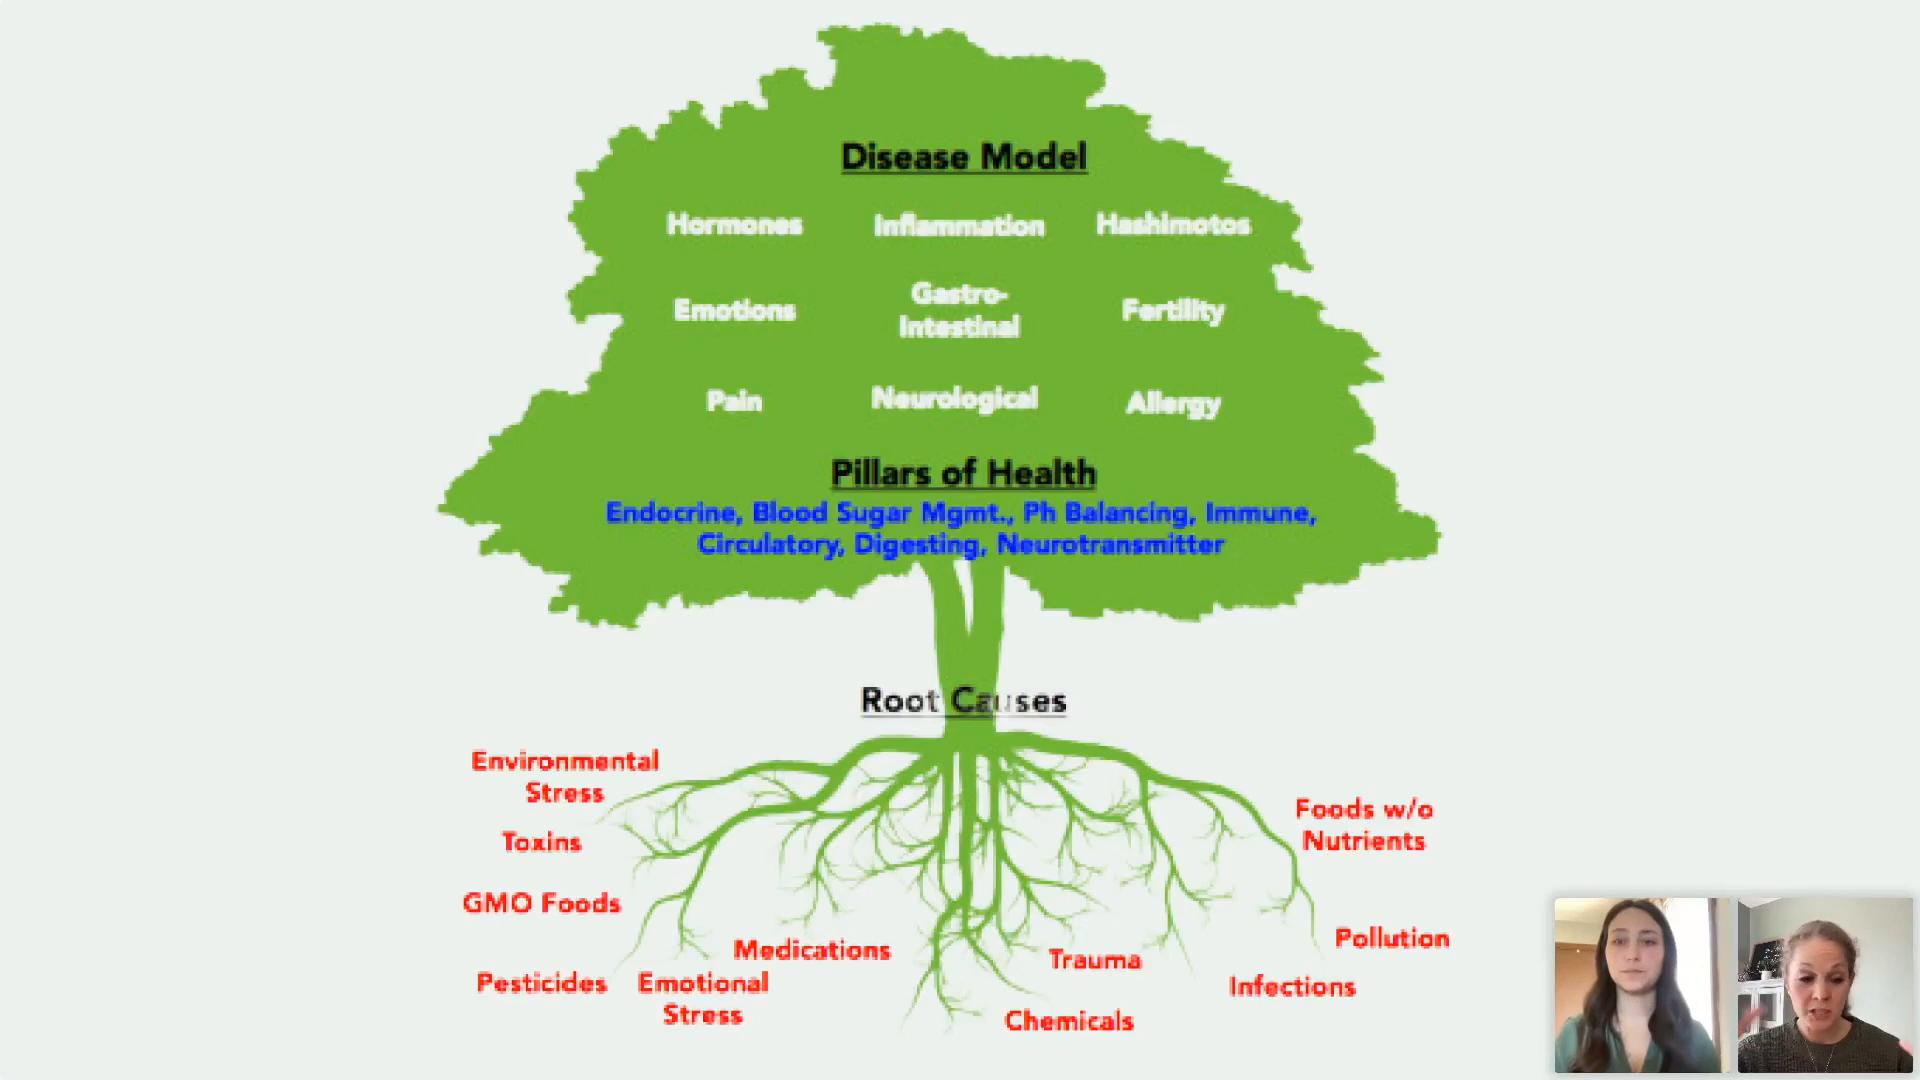 Disease Model
Hormones Inflammation Hashimotos
Emotions Gastro-
Intestinal Fertility
Pain Neurological Allergy
Pillars of Health
Endocrine, Blood Sugar Mgmt., Ph Balancing, Immune,
Circulatory, Digesting, Neurotransmitter
Root Causes
Environmental
Stress
Toxins
GMO Foods
Pesticides
Emotional
Stress
Medications
Trauma
Chemicals
Infections
Pollution
Foods w/o
Nutrients